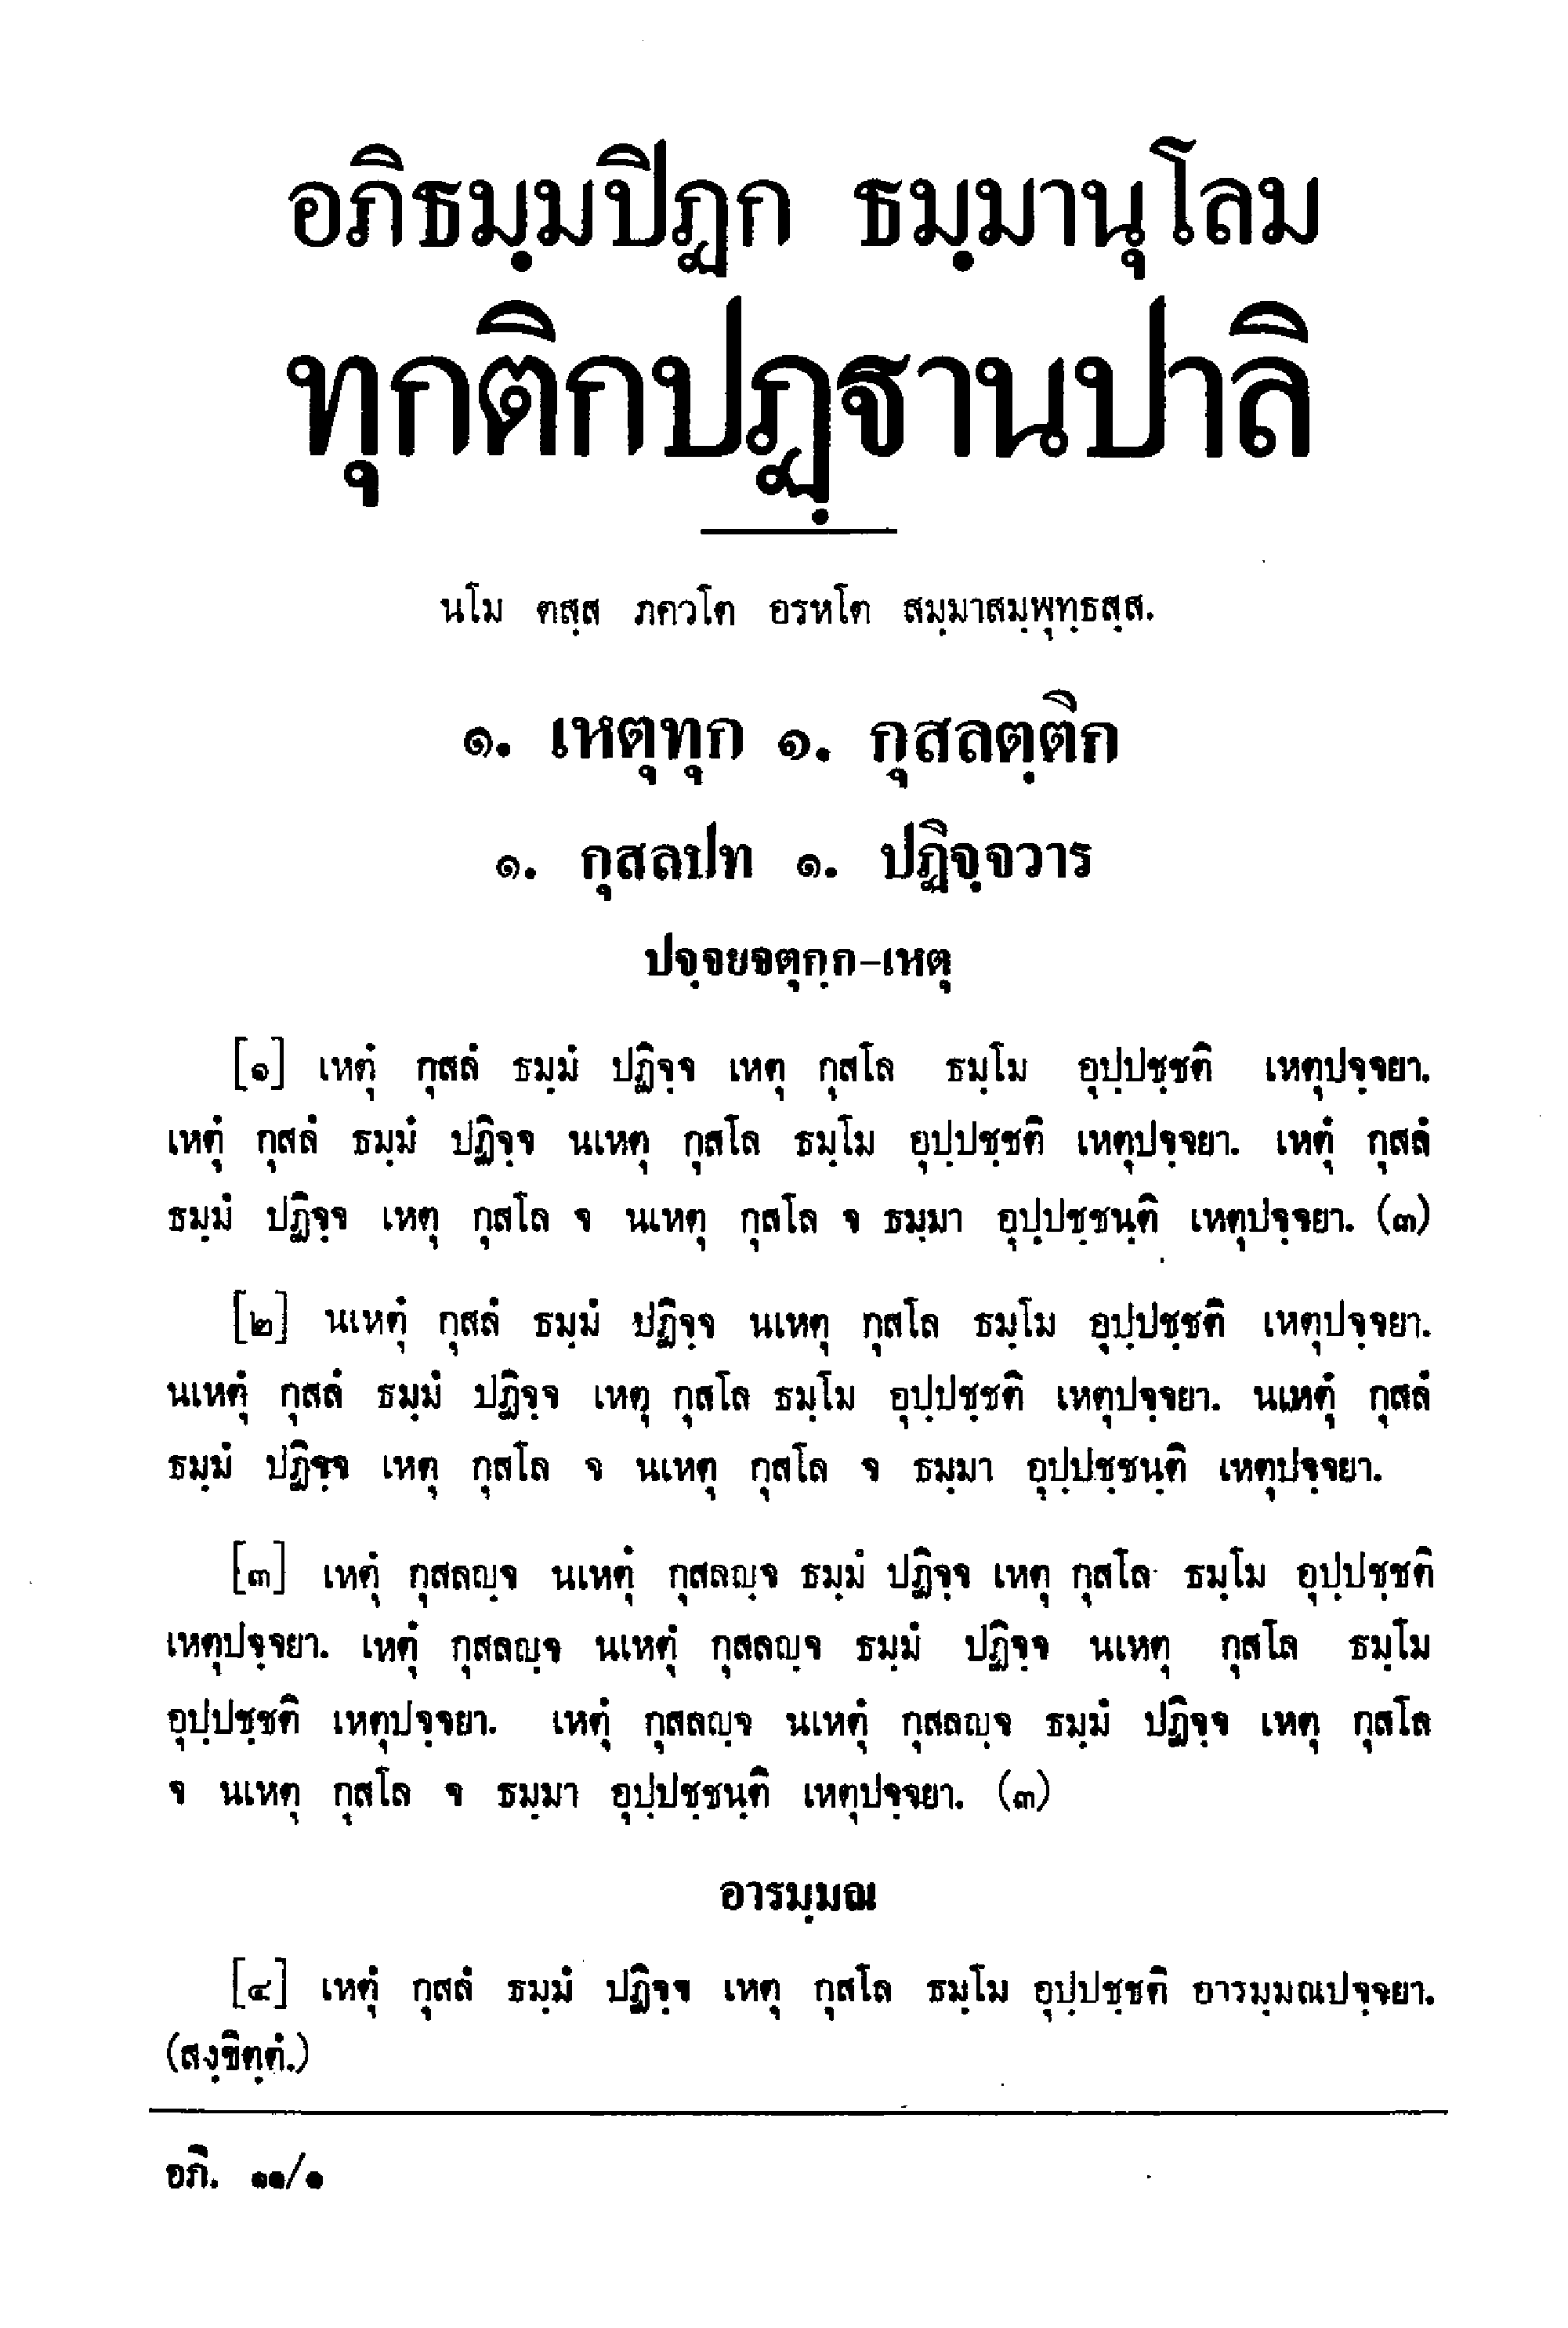 อภิธมฺมปิฏก ธมฺมานุโลม
ทุกติกปฏฺฐานปาลิ
นโม ตสฺส ภควโต อรหโต สมฺมาสมฺพุทฺธสฺส.
๑. เหตุทุก ๑. กุสลตฺติก
๑. กุสลปท ๑. ปฏิจฺจวาร
ปจฺจยจตุกฺก-เหตุ
[๑] เหตุํ กุสลํ ธมฺมํ ปฏิจฺจ เหตุ กุสโล ธมฺโม อุปฺปชฺชติ เหตุปจฺจยา.
เหตุํ กุสลํ ธมฺมํ ปฏิจฺจ นเหตุ กุสโล ธมฺโม อุปฺปชฺชติ เหตุปจฺจยา. เหตุํ กุสลํ
ธมฺมํ ปฏิจฺจ เหตุ กุสโล จ นเหตุ กุสโล จ ธมฺมา อุปฺปชฺชนฺติ เหตุปจฺจยา. (๓)
[๒] นเหตุํ กุสลํ ธมฺมํ ปฏิจฺจ นเหตุ กุสโล ธมฺโม อุปฺปชฺชติ เหตุปจฺจยา.
นเหตุํ กุสลํ ธมฺมํ ปฏิจฺจ เหตุ กุสโล ธมฺโม อุปฺปชฺชติ เหตุปจฺจยา. นเหตุํ กุสลํ
ธมฺมํ ปฏิจฺจ เหตุ กุสโล จ นเหตุ กุสโล จ ธมฺมา อุปฺปชฺชนฺติ เหตุปจฺจยา.
[๓] เหตุํ กุสลญฺจ นเหตุํ กุสลญฺจ ธมฺมํ ปฏิจฺจ เหตุ กุสโล ธมฺโม อุปฺปชฺชติ
เหตุปจฺจยา. เหตุํ กุสลญฺจ นเหตุํ กุสลญฺจ ธมฺมํ ปฏิจฺจ นเหตุ กุสโล ธมฺโม
อุปฺปชฺชติ เหตุปจฺจยา. เหตุํ กุสลญฺจ นเหตุํ กุสลญฺจ ธมฺมํ ปฏิจฺจ เหตุ กุสโล
จ นเหตุ กุสโล จ ธมฺมา อุปฺปชฺชนฺติ เหตุปจฺจยา. (๓)
อารมฺมณ
[๔] เหตุํ กุสลํ ธมฺมํ ปฏิจฺจ เหตุ กุสโล ธมฺโม อุปฺปชฺชติ อารมฺมณปจฺจยา.
(สงฺขิตฺตํ.)
อภิ. ๑๑/๑